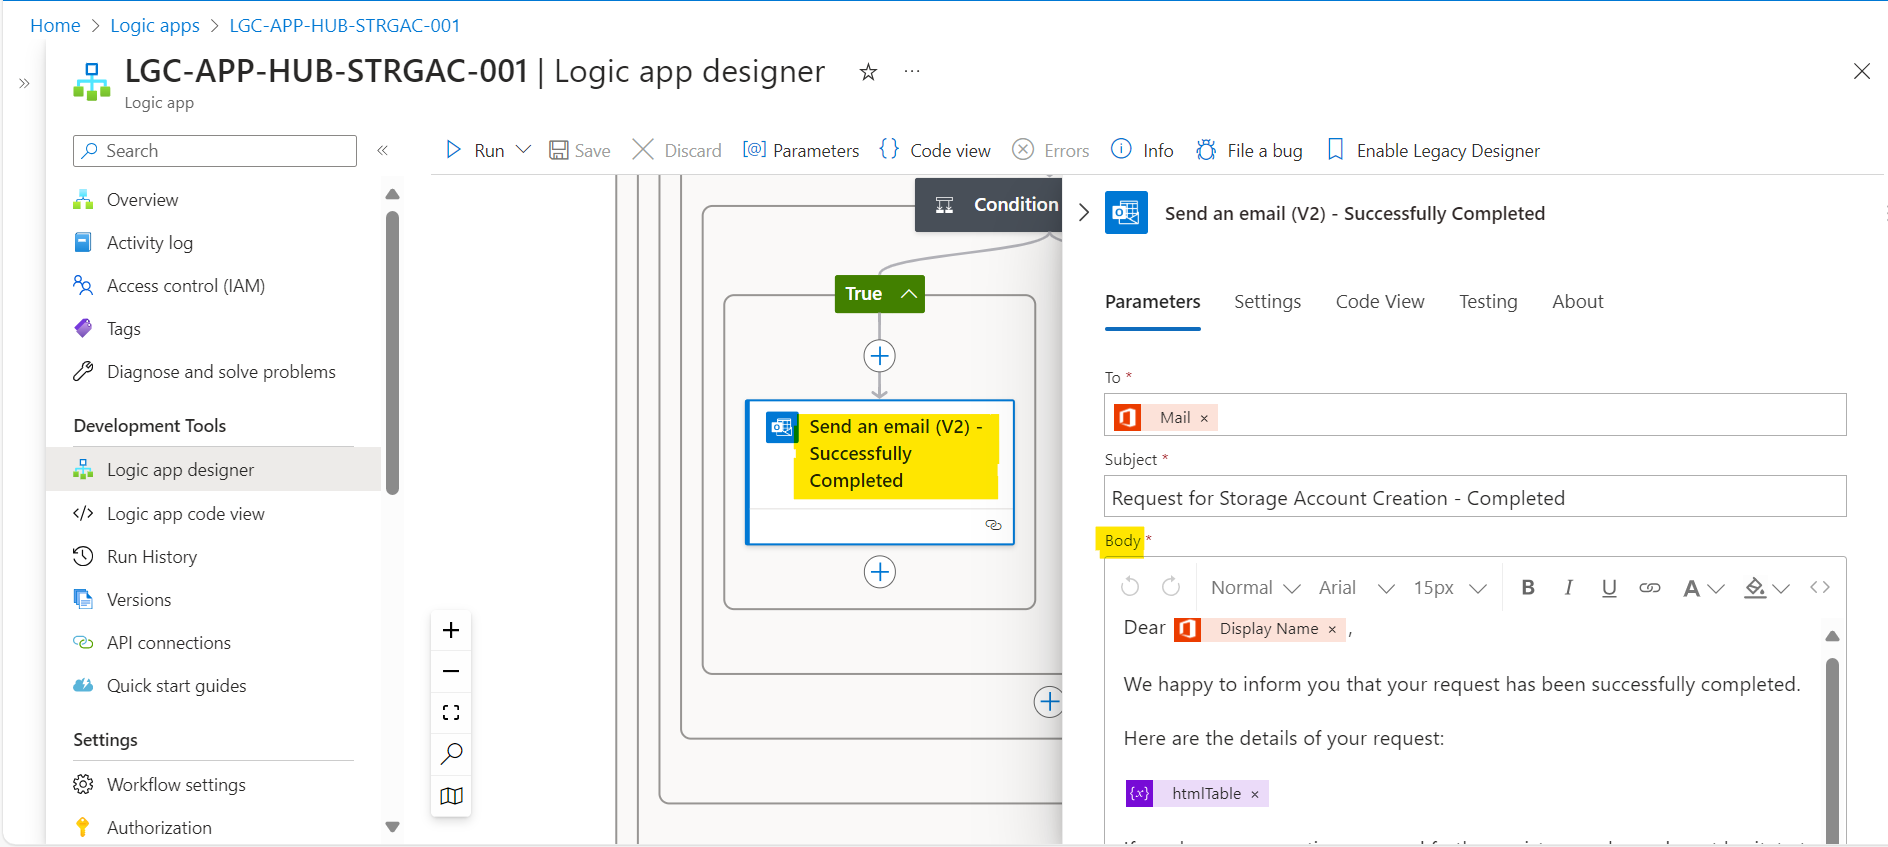 Home > Logic apps > LGC-APP-HUB-STRGAC-001
LGC-APP-HUB-STRGAC-001 | Logic app designer
Logic app
Search
Overview
Activity log
Access control (IAM)
Tags
Diagnose and solve problems
Development Tools
Logic app designer
Logic app code view
Run History
Versions
API connections
Quick start guides
Settings
Workflow settings
Authorization
Run Save Discard Parameters Code view Errors Info File a bug Enable Legacy Designer
Condition
True
Send an email (V2) -
Successfully
Completed
Send an email (V2) - Successfully Completed
Parameters Settings Code View Testing About
To *
Mail ×
Subject *
Request for Storage Account Creation - Completed
Body *
Normal Arial 15px B I U A
Dear Display Name × ,
We happy to inform you that your request has been successfully completed.
Here are the details of your request:
{x} htmlTable ×